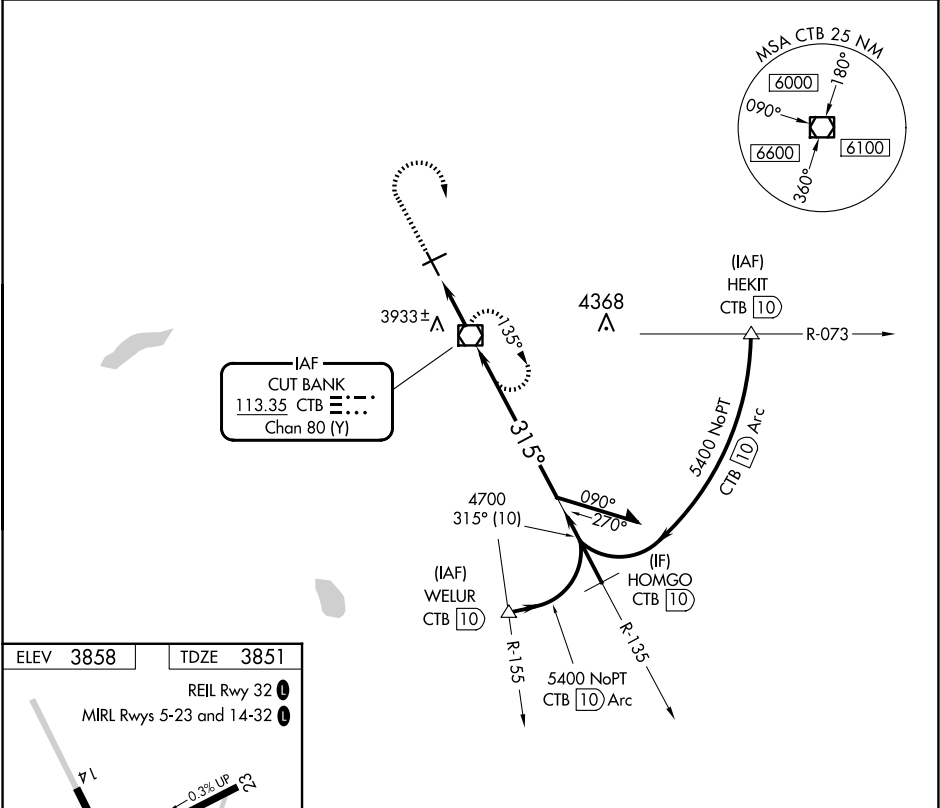 MSA CTB 25 NM
6000
180°
090°
6600
6100
360°
(IAF)
HEKIT
CTB 10
4368
R-073
3933±
135°
IAF
CUT BANK
113.35 CTB
Chan 80 (Y)
315°
5400 NoPT
CTB 10 Arc
4700
315° (10)
090°
270°
(IF)
HOMGO
CTB 10
(IAF)
WELUR
CTB 10
R-155
R-135
5400 NoPT
CTB 10 Arc
ELEV 3858
TDZE 3851
REIL Rwy 32 L
MIRL Rwys 5-23 and 14-32 L
14
0.3% UP
23